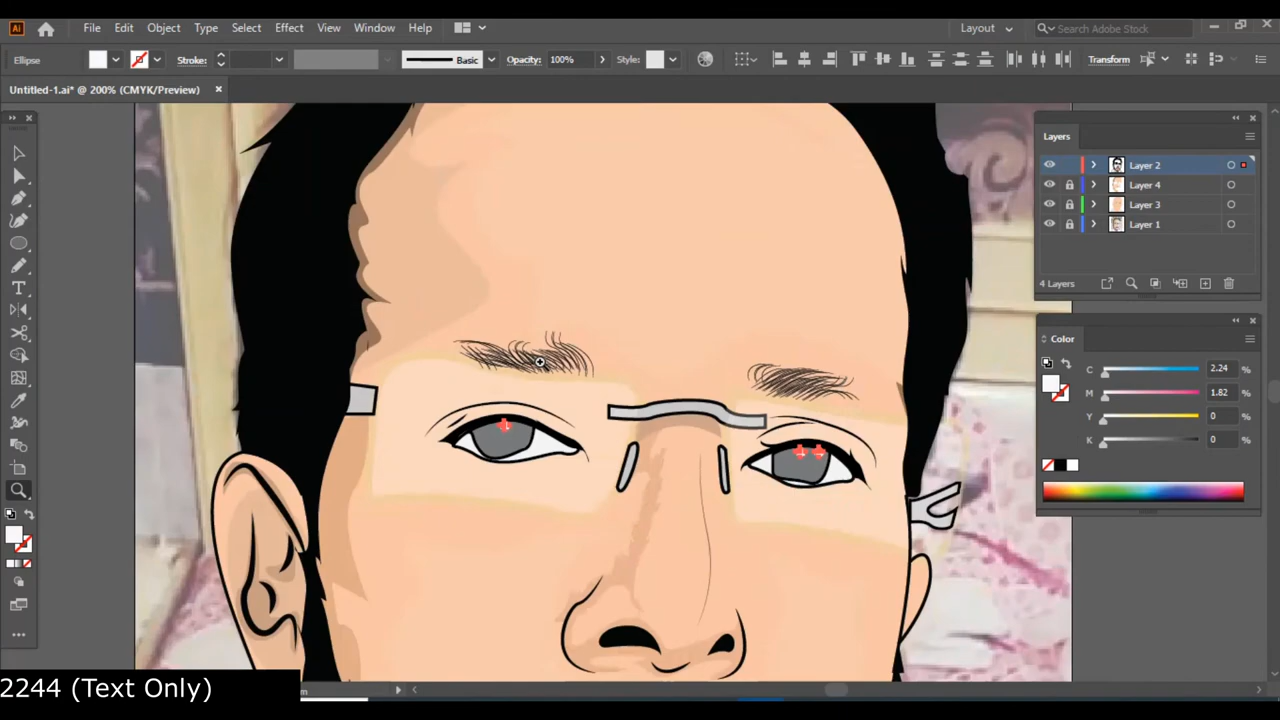 Ai File Edit Object Type Select Effect View Window Help Layout Search Adobe Stock
Ellipse Stroke: Basic Opacity: 100% Style: Transform
Untitled-1.ai* @ 200% (CMYK/Preview)
Layers
Layer 2
Layer 4
Layer 3
Layer 1
4 Layers
Color
C 2.24 %
M 1.82 %
Y 0 %
K 0 %
2244 (Text Only)